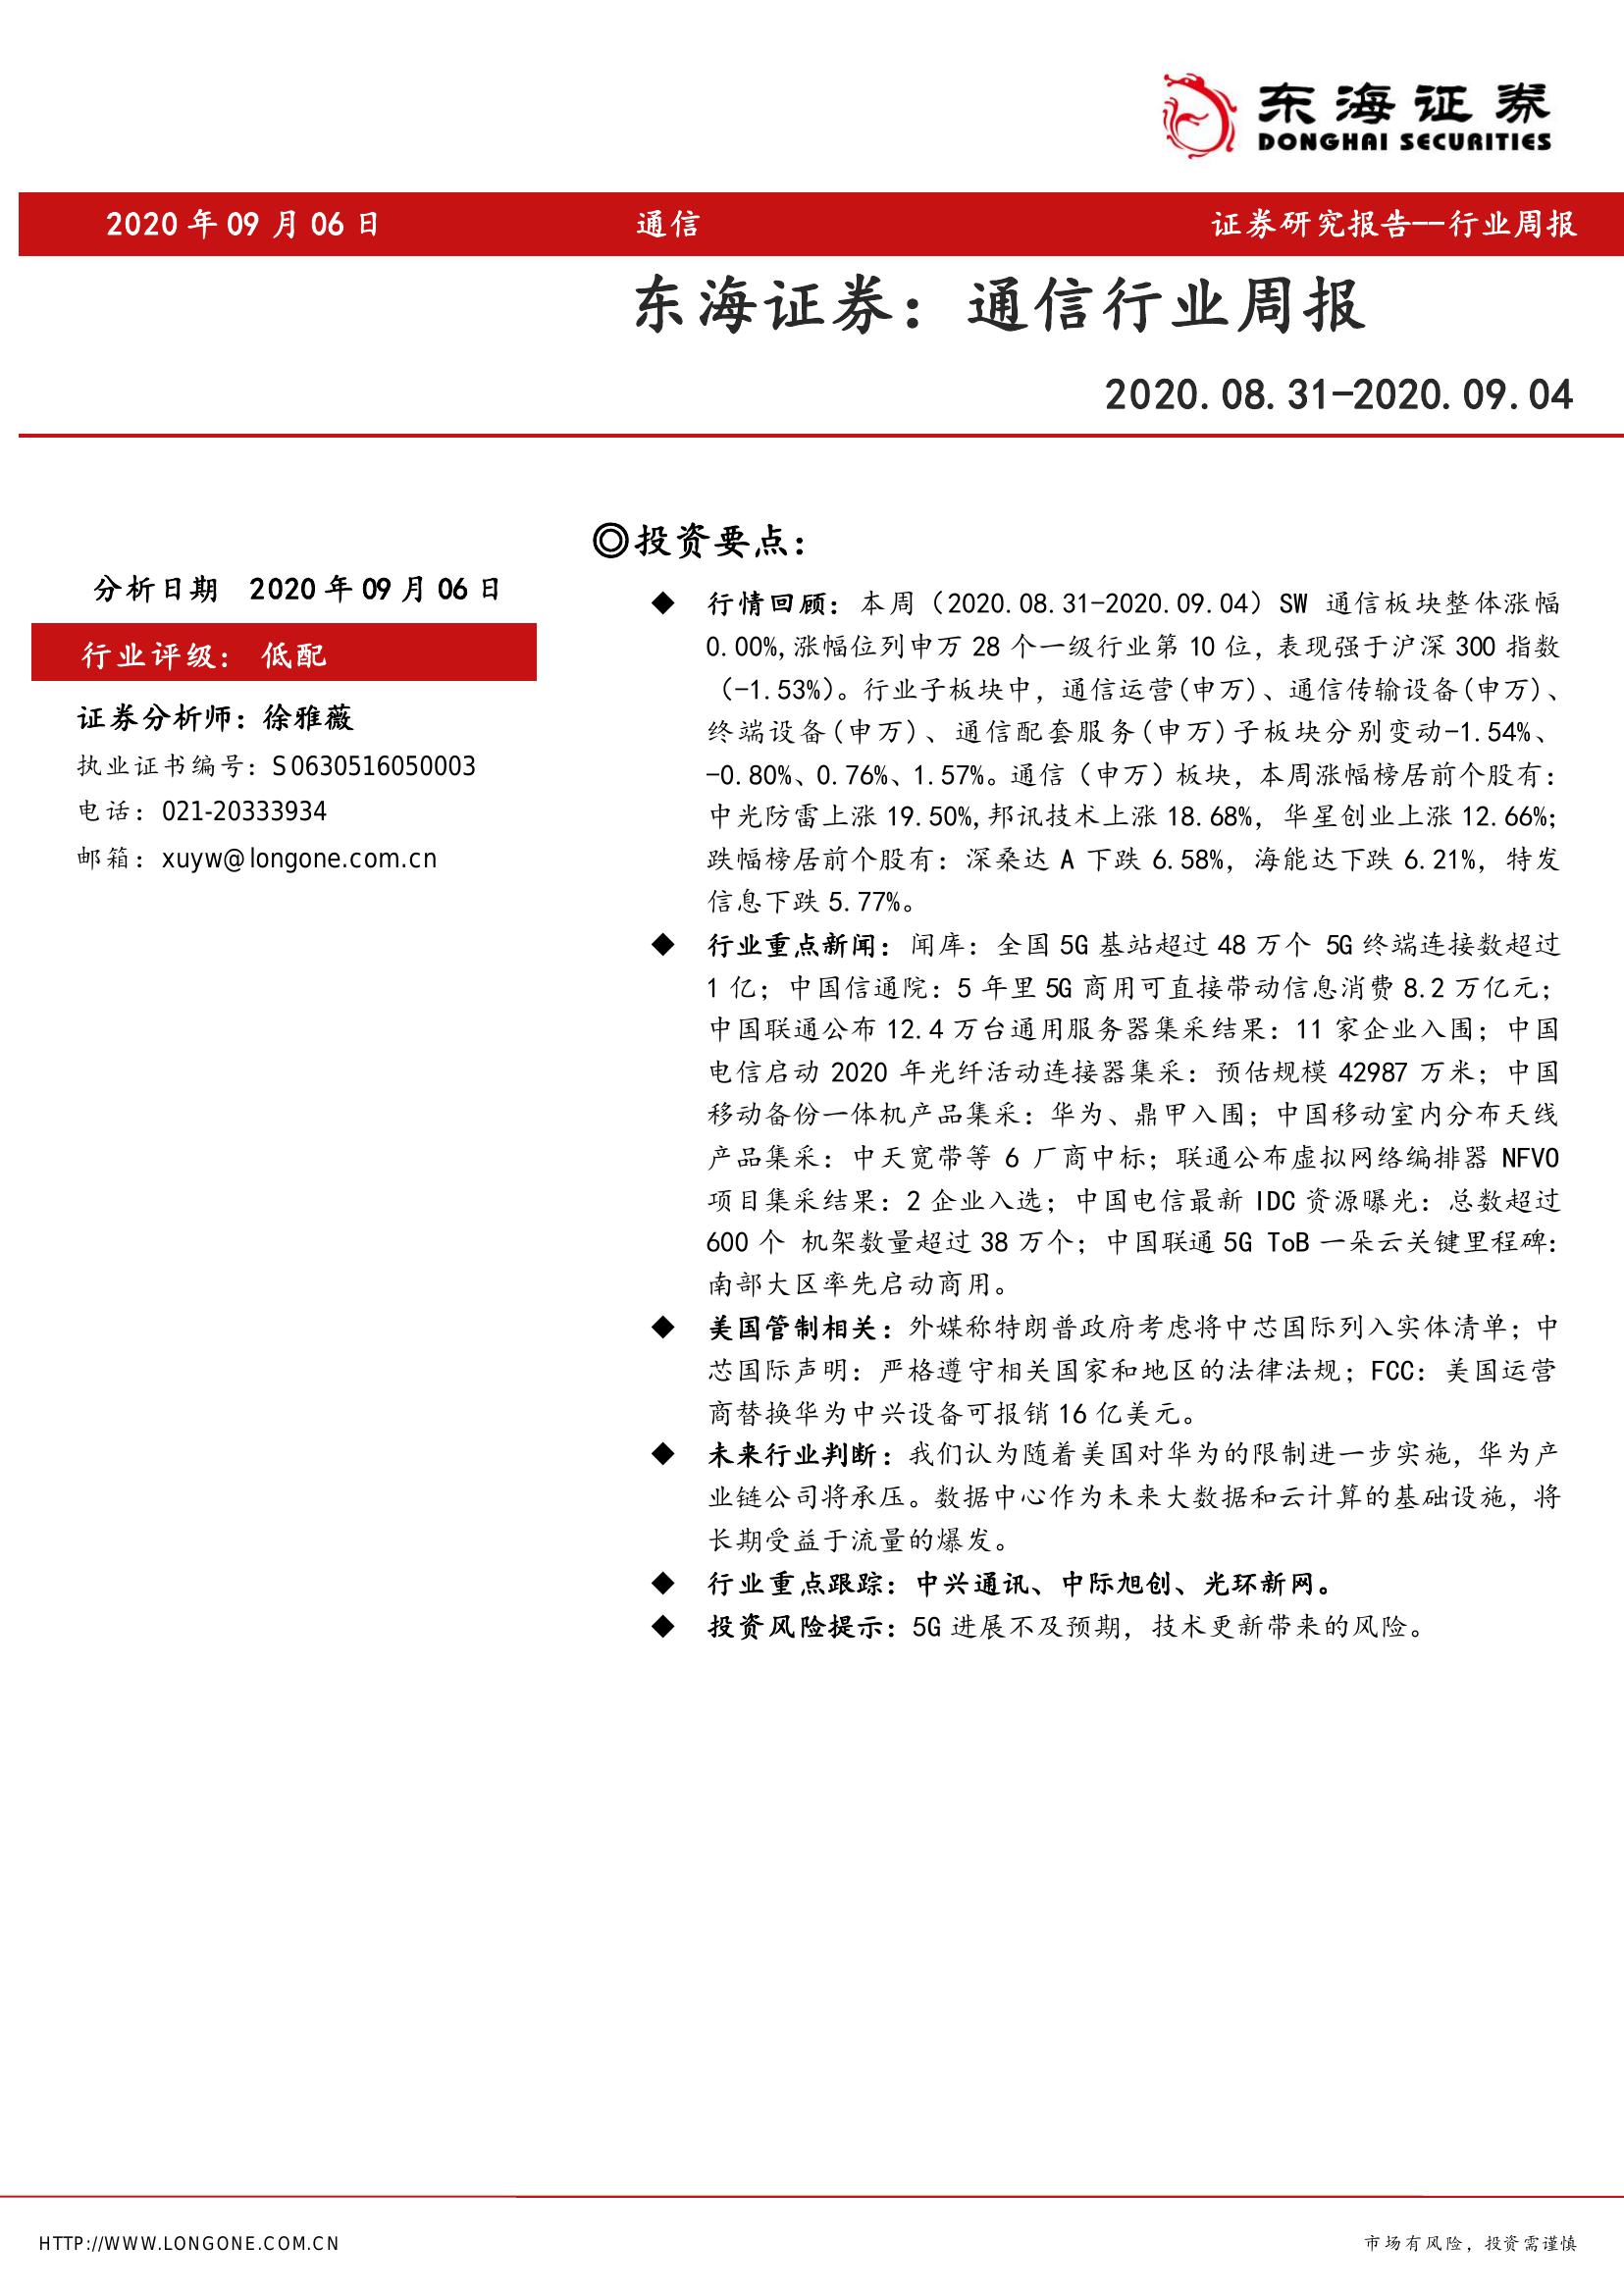 东海证券
DONGHAI SECURITIES
2020 年 09 月 06 日 通信 证券研究报告——行业周报
东海证券：通信行业周报
2020.08.31-2020.09.04
分析日期 2020 年 09 月 06 日
行业评级： 低配
证券分析师：徐雅薇
执业证书编号：S0630516050003
电话：021-20333934
邮箱：xuyw@longone.com.cn
◎投资要点：
◆ 行情回顾：本周（2020.08.31-2020.09.04）SW 通信板块整体涨幅
0.00%,涨幅位列申万 28 个一级行业第 10 位，表现强于沪深 300 指数
（-1.53%）。行业子板块中，通信运营(申万)、通信传输设备(申万)、
终端设备(申万)、通信配套服务(申万)子板块分别变动-1.54%、
-0.80%、0.76%、1.57%。通信（申万）板块，本周涨幅榜居前个股有：
中光防雷上涨 19.50%,邦讯技术上涨 18.68%，华星创业上涨 12.66%；
跌幅榜居前个股有：深桑达 A 下跌 6.58%，海能达下跌 6.21%，特发
信息下跌 5.77%。
◆ 行业重点新闻：闻库：全国 5G 基站超过 48 万个 5G 终端连接数超过
1 亿；中国信通院：5 年里 5G 商用可直接带动信息消费 8.2 万亿元；
中国联通公布 12.4 万台通用服务器集采结果：11 家企业入围；中国
电信启动 2020 年光纤活动连接器集采：预估规模 42987 万米；中国
移动备份一体机产品集采：华为、鼎甲入围；中国移动室内分布天线
产品集采：中天宽带等 6 厂商中标；联通公布虚拟网络编排器 NFVO
项目集采结果：2 企业入选；中国电信最新 IDC 资源曝光：总数超过
600 个 机架数量超过 38 万个；中国联通 5G ToB 一朵云关键里程碑：
南部大区率先启动商用。
◆ 美国管制相关：外媒称特朗普政府考虑将中芯国际列入实体清单；中
芯国际声明：严格遵守相关国家和地区的法律法规；FCC：美国运营
商替换华为中兴设备可报销 16 亿美元。
◆ 未来行业判断：我们认为随着美国对华为的限制进一步实施，华为产
业链公司将承压。数据中心作为未来大数据和云计算的基础设施，将
长期受益于流量的爆发。
◆ 行业重点跟踪：中兴通讯、中际旭创、光环新网。
◆ 投资风险提示：5G 进展不及预期，技术更新带来的风险。
HTTP://WWW.LONGONE.COM.CN 市场有风险，投资需谨慎